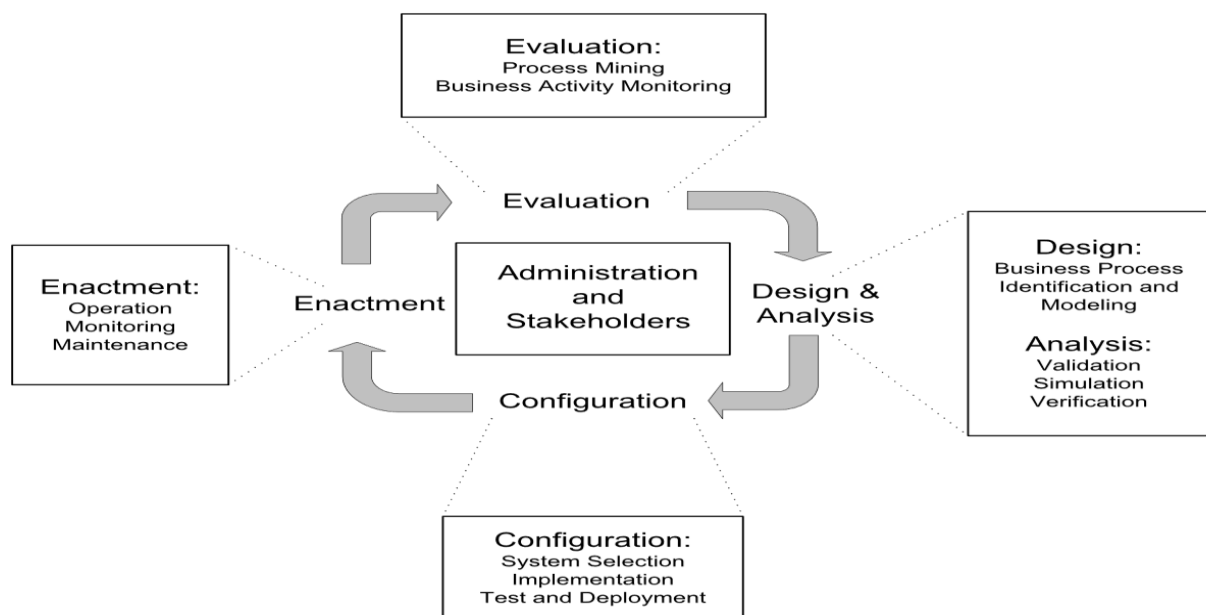 Evaluation:
Process Mining
Business Activity Monitoring
Evaluation
Enactment:
Operation
Monitoring
Maintenance
Enactment
Administration
and
Stakeholders
Design &
Analysis
Design:
Business Process
Identification and
Modeling
Analysis:
Validation
Simulation
Verification
Configuration
Configuration:
System Selection
Implementation
Test and Deployment